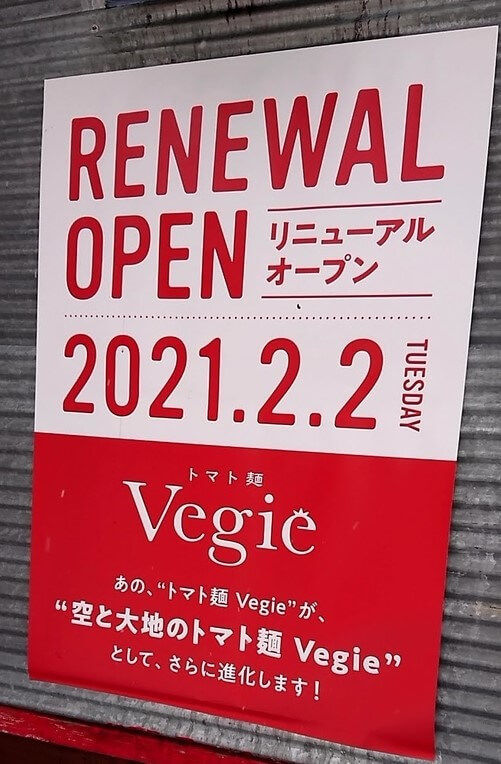 RENEWAL
OPEN
リニューアル
オープン
2021.2.2
TUESDAY
トマト麺
Vegie
あの、“トマト麺 Vegie”が、
“空と大地のトマト麺 Vegie”
として、さらに進化します！